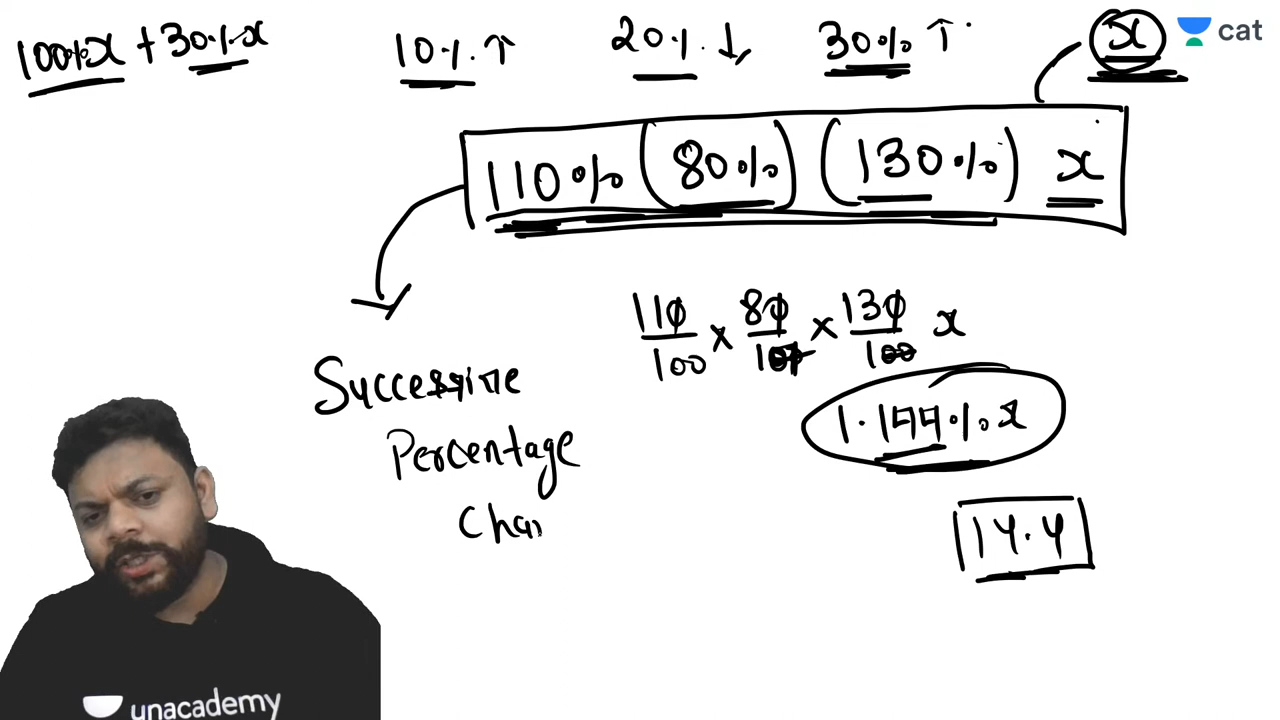 100%x + 30%x 10% ↑ 20% ↓ 30% ↑ x cat
110% (80%) (130%) x
110/100 × 80/100 × 130/100 x
Successive
1.144% x
Percentage
Chan
14.4
unacademy